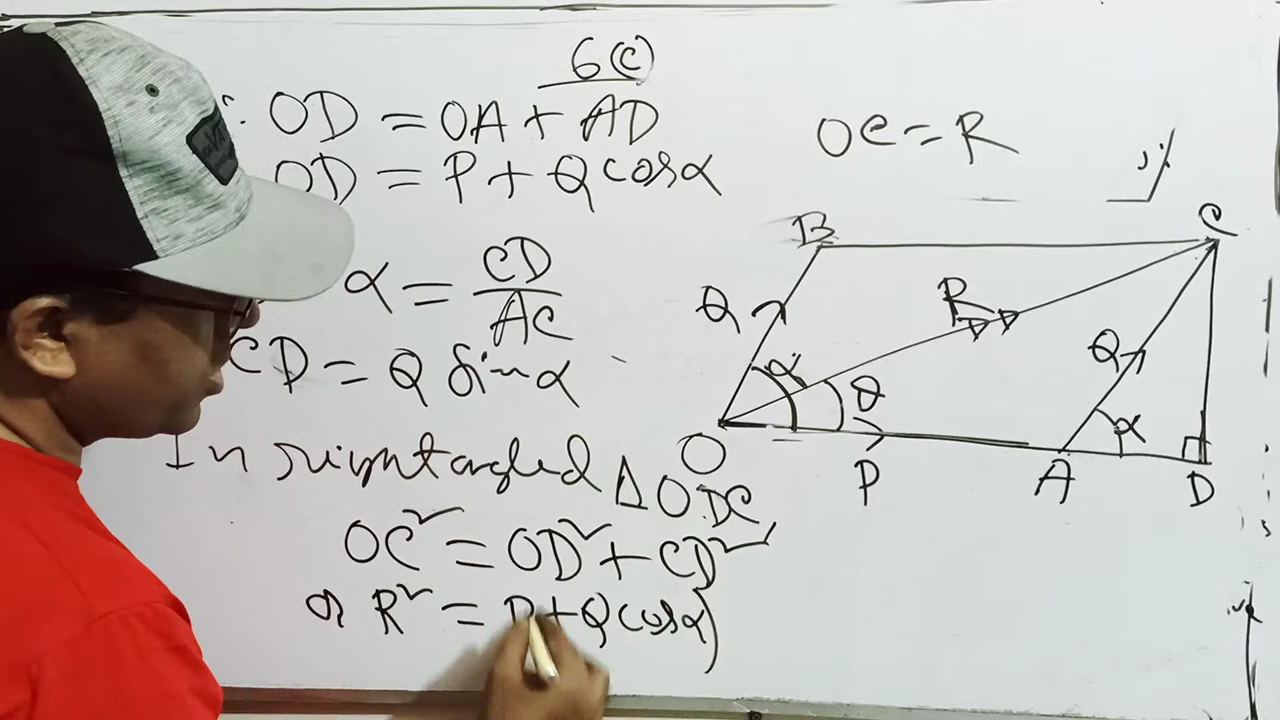 6(c)
∴ OD = OA + AD
OD = P + Q cosα
α = CD/AC
CD = Q sinα
In right angled ΔODC,
OC² = OD² + CD²
or R² = P + Q cosα)
OC = R
B
C
Q
R
Q
α
θ
α
O
P
A
D